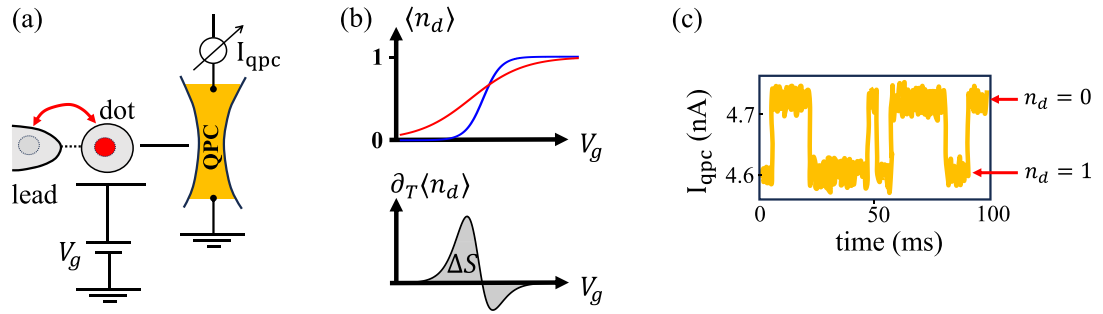 (a)
I_qpc
dot
QPC
lead
V_g
(b)
⟨n_d⟩
1
0
V_g
∂_T⟨n_d⟩
ΔS
V_g
(c)
I_qpc (nA)
4.7
4.6
0 50 100
time (ms)
n_d = 0
n_d = 1